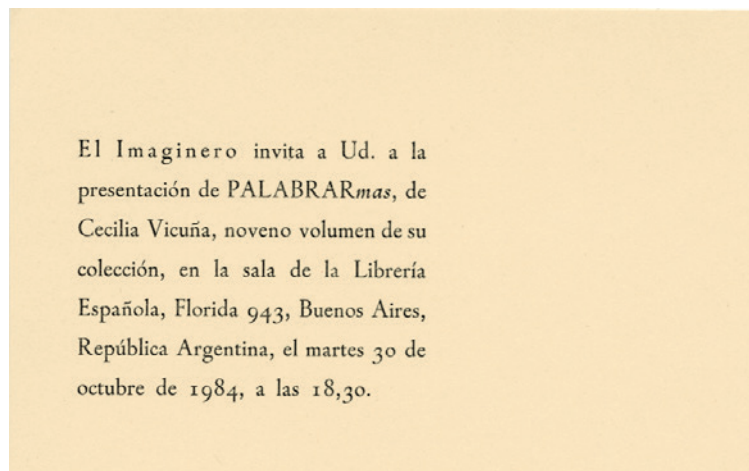 El Imaginero invita a Ud. a la
presentación de PALABRARmas, de
Cecilia Vicuña, noveno volumen de su
colección, en la sala de la Librería
Española, Florida 943, Buenos Aires,
República Argentina, el martes 30 de
octubre de 1984, a las 18,30.